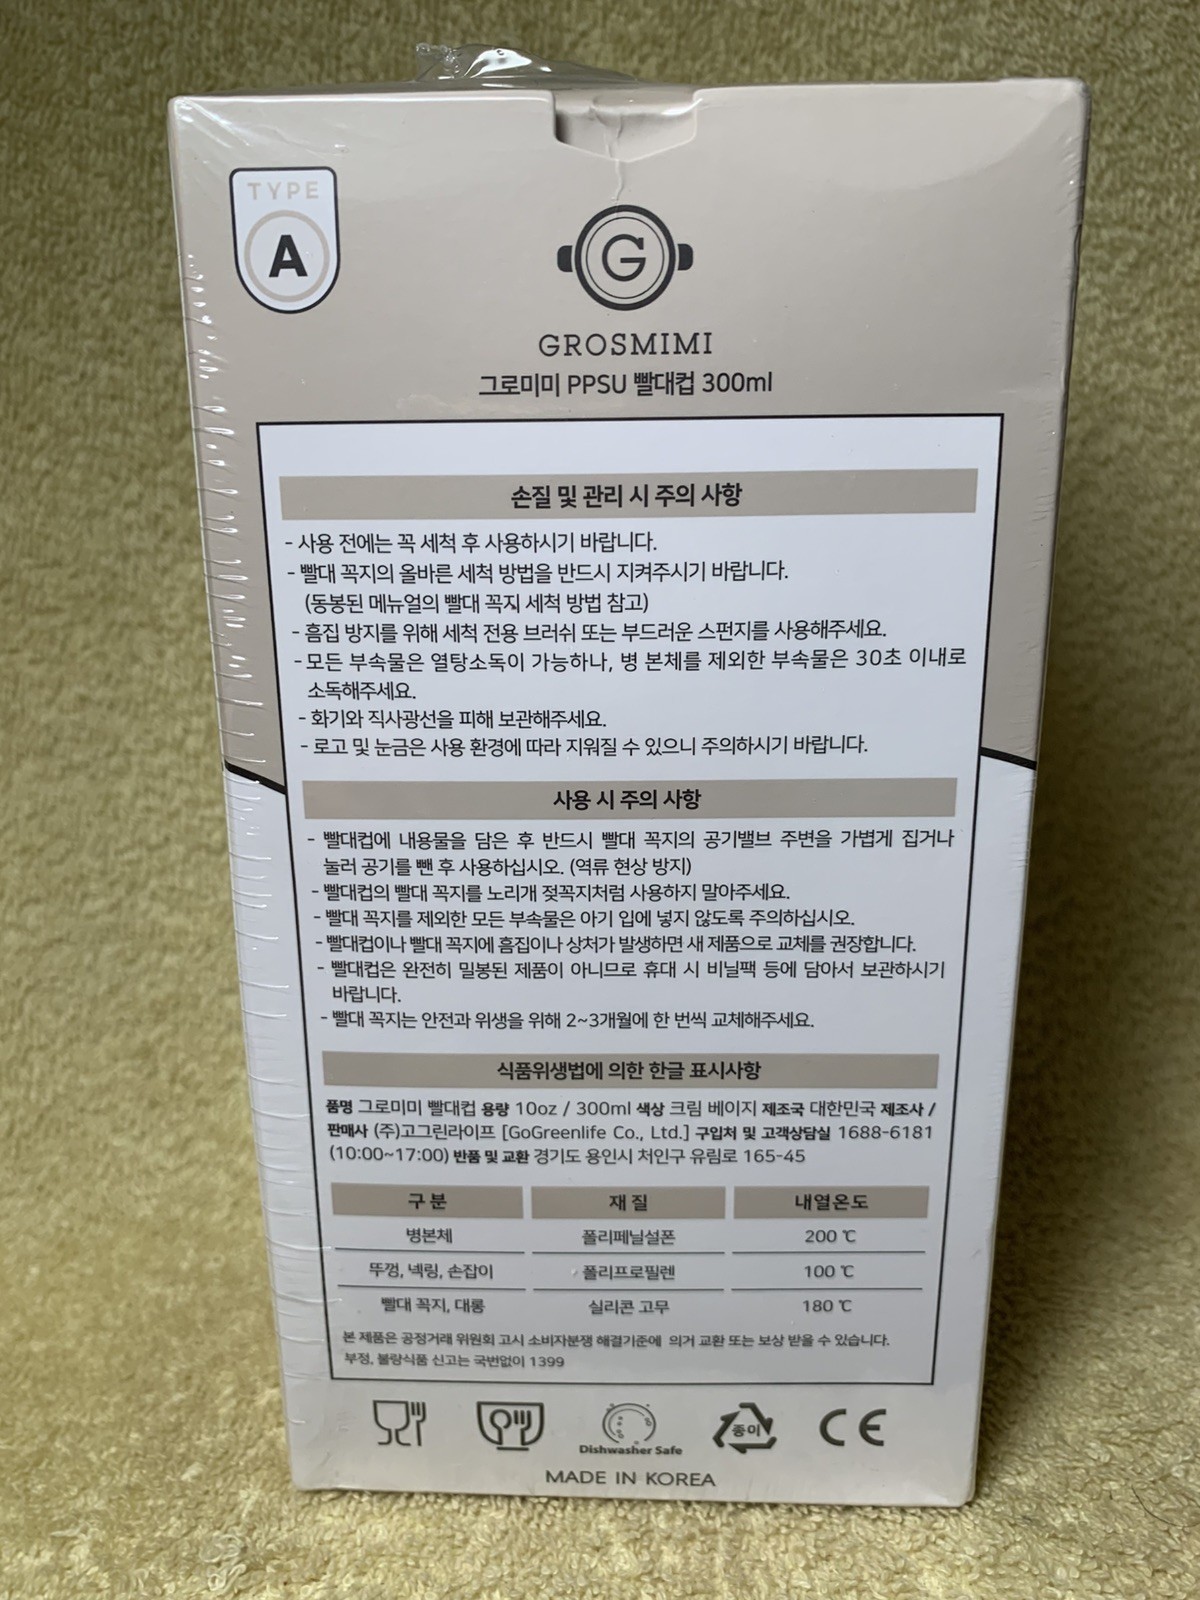 TYPE
A
G
GROSMIMI
그로미미 PPSU 빨대컵 300ml
손질 및 관리 시 주의 사항
- 사용 전에는 꼭 세척 후 사용하시기 바랍니다.
- 빨대 꼭지의 올바른 세척 방법을 반드시 지켜주시기 바랍니다.
(동봉된 메뉴얼의 빨대 꼭지 세척 방법 참고)
- 흠집 방지를 위해 세척 전용 브러쉬 또는 부드러운 스펀지를 사용해주세요.
- 모든 부속물은 열탕소독이 가능하나, 병 본체를 제외한 부속물은 30초 이내로
소독해주세요.
- 화기와 직사광선을 피해 보관해주세요.
- 로고 및 눈금은 사용 환경에 따라 지워질 수 있으니 주의하시기 바랍니다.
사용 시 주의 사항
- 빨대컵에 내용물을 담은 후 반드시 빨대 꼭지의 공기밸브 주변을 가볍게 집거나
눌러 공기를 뺀 후 사용하십시오. (역류 현상 방지)
- 빨대컵의 빨대 꼭지를 노리개 젖꼭지처럼 사용하지 말아주세요.
- 빨대 꼭지를 제외한 모든 부속물은 아기 입에 넣지 않도록 주의하십시오.
- 빨대컵이나 빨대 꼭지에 흠집이나 상처가 발생하면 새 제품으로 교체를 권장합니다.
- 빨대컵은 완전히 밀봉된 제품이 아니므로 휴대 시 비닐팩 등에 담아서 보관하시기
바랍니다.
- 빨대 꼭지는 안전과 위생을 위해 2~3개월에 한 번씩 교체해주세요.
식품위생법에 의한 한글 표시사항
품명 그로미미 빨대컵 용량 10oz / 300ml 색상 크림 베이지 제조국 대한민국 제조사 /
판매사 (주)고그린라이프 [GoGreenlife Co., Ltd.] 구입처 및 고객상담실 1688-6181
(10:00~17:00) 반품 및 교환 경기도 용인시 처인구 유림로 165-45
구 분 재 질 내열온도
병본체 폴리페닐설폰 200 ℃
뚜껑, 넥링, 손잡이 폴리프로필렌 100 ℃
빨대 꼭지, 대롱 실리콘 고무 180 ℃
본 제품은 공정거래 위원회 고시 소비자분쟁 해결기준에 의거 교환 또는 보상 받을 수 있습니다.
부정, 불량식품 신고는 국번없이 1399
Dishwasher Safe
종이
CE
MADE IN KOREA